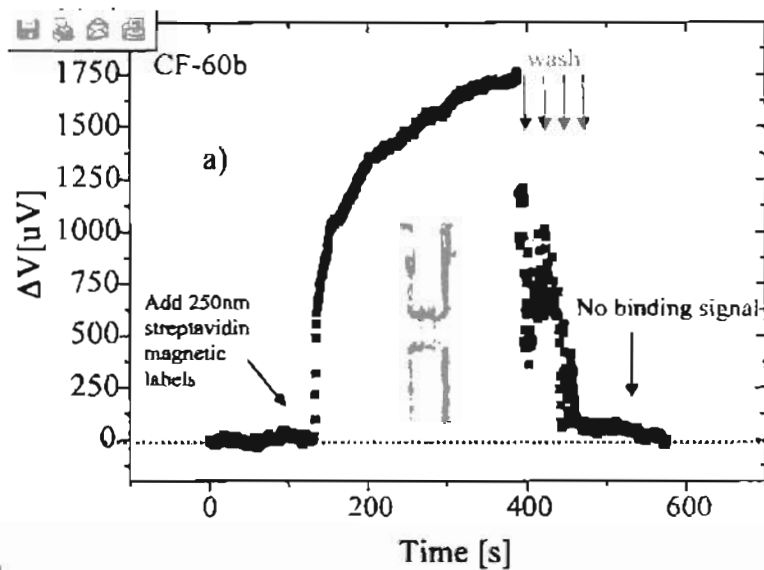 CF-60b
wash
a)
1750
1500
1250
1000
750
500
250
0
ΔV[uV]
Add 250nm
streptavidin
magnetic
labels
No binding signal
0 200 400 600
Time [s]